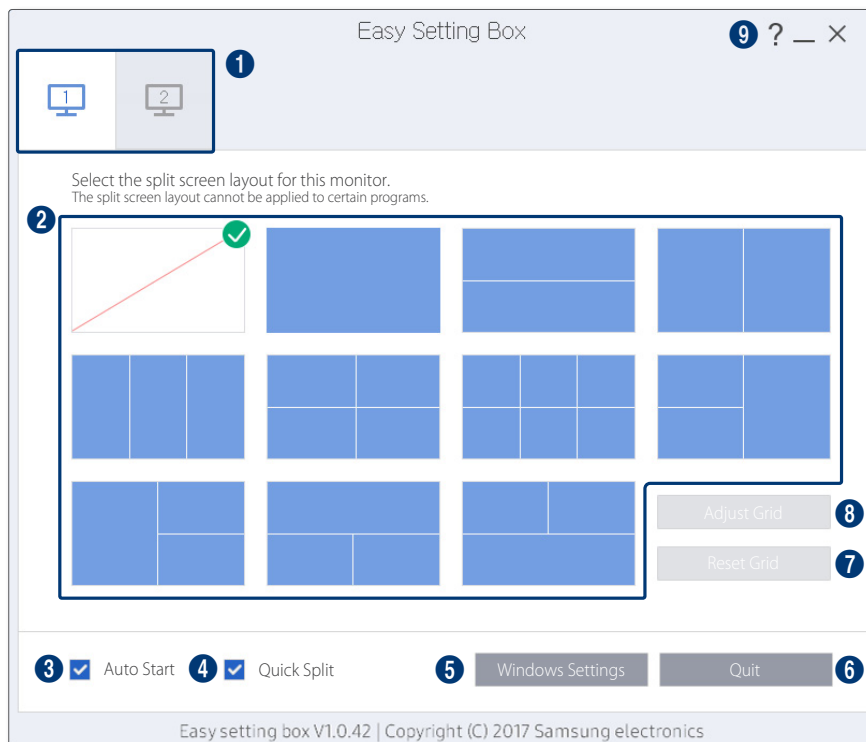 Easy Setting Box
9 ? _ ×
1
1 2
Select the split screen layout for this monitor.
The split screen layout cannot be applied to certain programs.
2
Adjust Grid 8
Reset Grid 7
3 Auto Start 4 Quick Split 5 Windows Settings Quit 6
Easy setting box V1.0.42 | Copyright (C) 2017 Samsung electronics